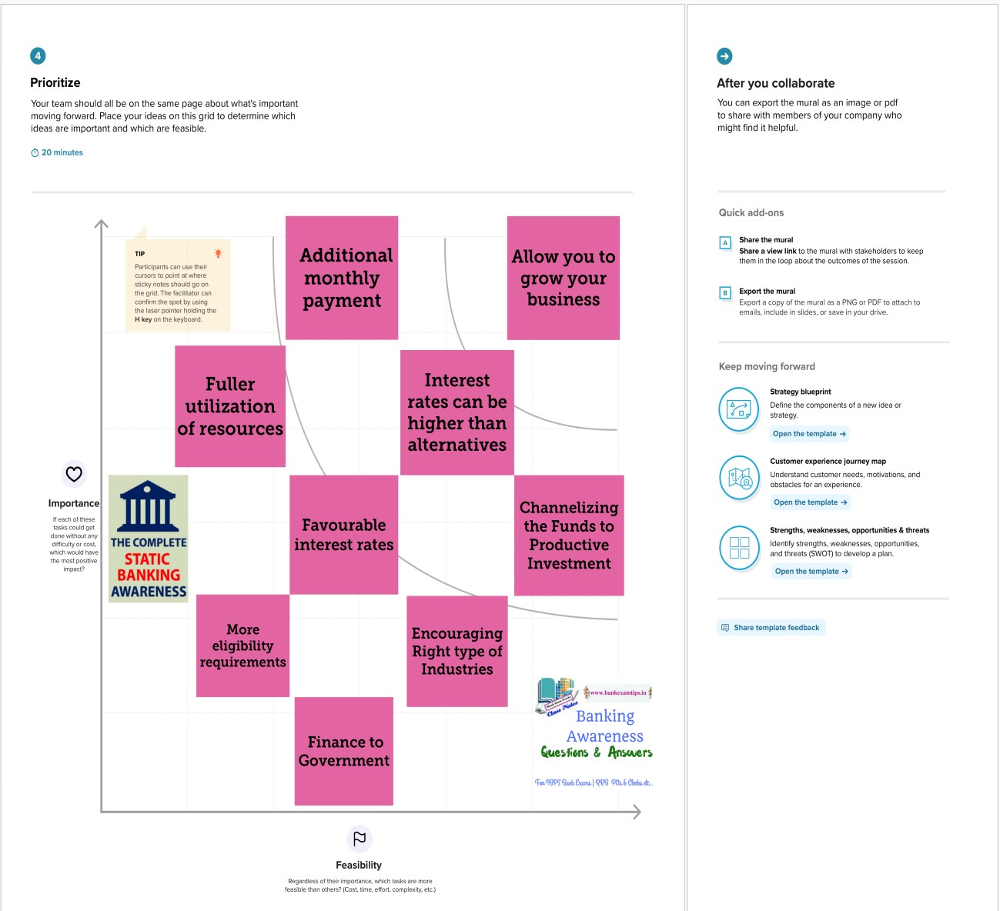 4
Prioritize
Your team should all be on the same page about what's important
moving forward. Place your ideas on this grid to determine which
ideas are important and which are feasible.
20 minutes
TIP
Participants can use their
cursors to point at where
sticky notes should go on
the grid. The facilitator can
confirm the spot by using
the laser pointer holding the
H key on the keyboard.
Additional
monthly
payment
Allow you to
grow your
business
Fuller
utilization
of resources
Interest
rates can be
higher than
alternatives
Importance
If each of these
tasks could get
done without any
difficulty or cost,
which would have
the most positive
impact?
THE COMPLETE
STATIC
BANKING
AWARENESS
Favourable
interest rates
Channelizing
the Funds to
Productive
Investment
More
eligibility
requirements
Encouraging
Right type of
Industries
Finance to
Government
www.bankexamtips.in
Class Notes
Banking
Awareness
Questions & Answers
For IBPS Bank Exams | RRB POs & Clerks etc.,
Feasibility
Regardless of their importance, which tasks are more
feasible than others? (Cost, time, effort, complexity, etc.)
After you collaborate
You can export the mural as an image or pdf
to share with members of your company who
might find it helpful.
Quick add-ons
A
Share the mural
Share a view link to the mural with stakeholders to keep
them in the loop about the outcomes of the session.
B
Export the mural
Export a copy of the mural as a PNG or PDF to attach to
emails, include in slides, or save in your drive.
Keep moving forward
Strategy blueprint
Define the components of a new idea or
strategy.
Open the template →
Customer experience journey map
Understand customer needs, motivations, and
obstacles for an experience.
Open the template →
Strengths, weaknesses, opportunities & threats
Identify strengths, weaknesses, opportunities,
and threats (SWOT) to develop a plan.
Open the template →
Share template feedback